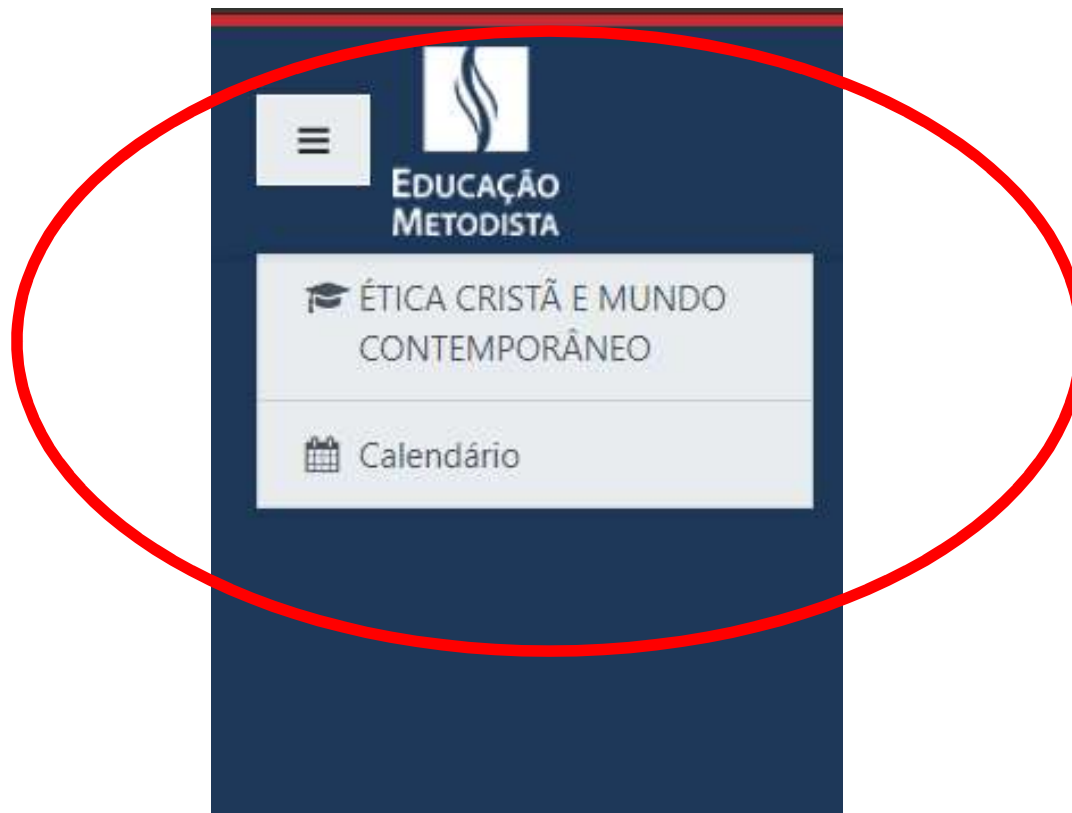 EDUCAÇÃO
METODISTA
ÉTICA CRISTÃ E MUNDO
CONTEMPORÂNEO
Calendário